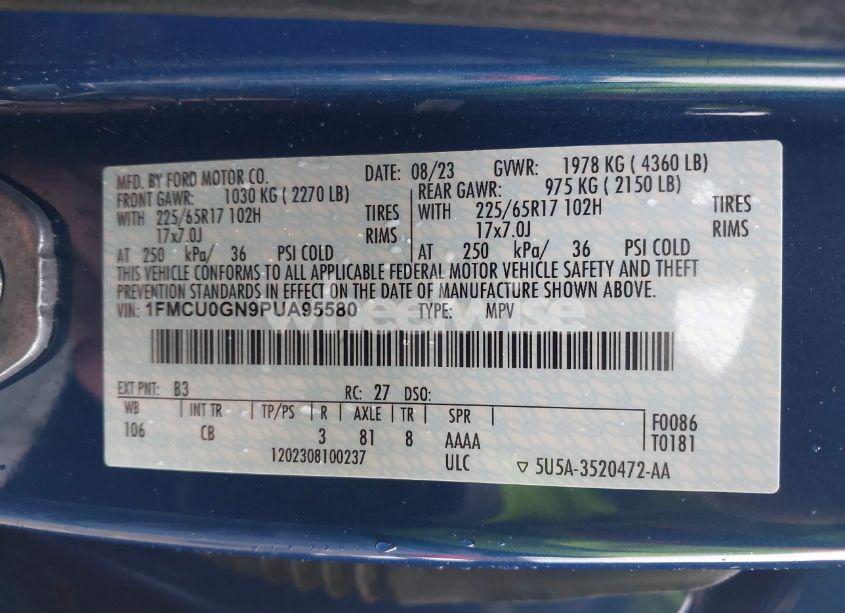 MFD. BY FORD MOTOR CO. DATE: 08/23 GVWR: 1978 KG ( 4360 LB)
FRONT GAWR: 1030 KG ( 2270 LB) REAR GAWR: 975 KG ( 2150 LB)
WITH 225/65R17 102H TIRES WITH 225/65R17 102H TIRES
17x7.0J RIMS 17x7.0J RIMS
AT 250 kPa/ 36 PSI COLD AT 250 kPa/ 36 PSI COLD
THIS VEHICLE CONFORMS TO ALL APPLICABLE FEDERAL MOTOR VEHICLE SAFETY AND THEFT
PREVENTION STANDARDS IN EFFECT ON THE DATE OF MANUFACTURE SHOWN ABOVE.
VIN: 1FMCU0GN9PUA95580 TYPE: MPV
wheelwise
EXT PNT: B3 RC: 27 DSO:
WB INT TR TP/PS R AXLE TR SPR F0086
106 CB 3 81 8 AAAA T0181
1202308100237 ULC ▽ 5U5A-3520472-AA